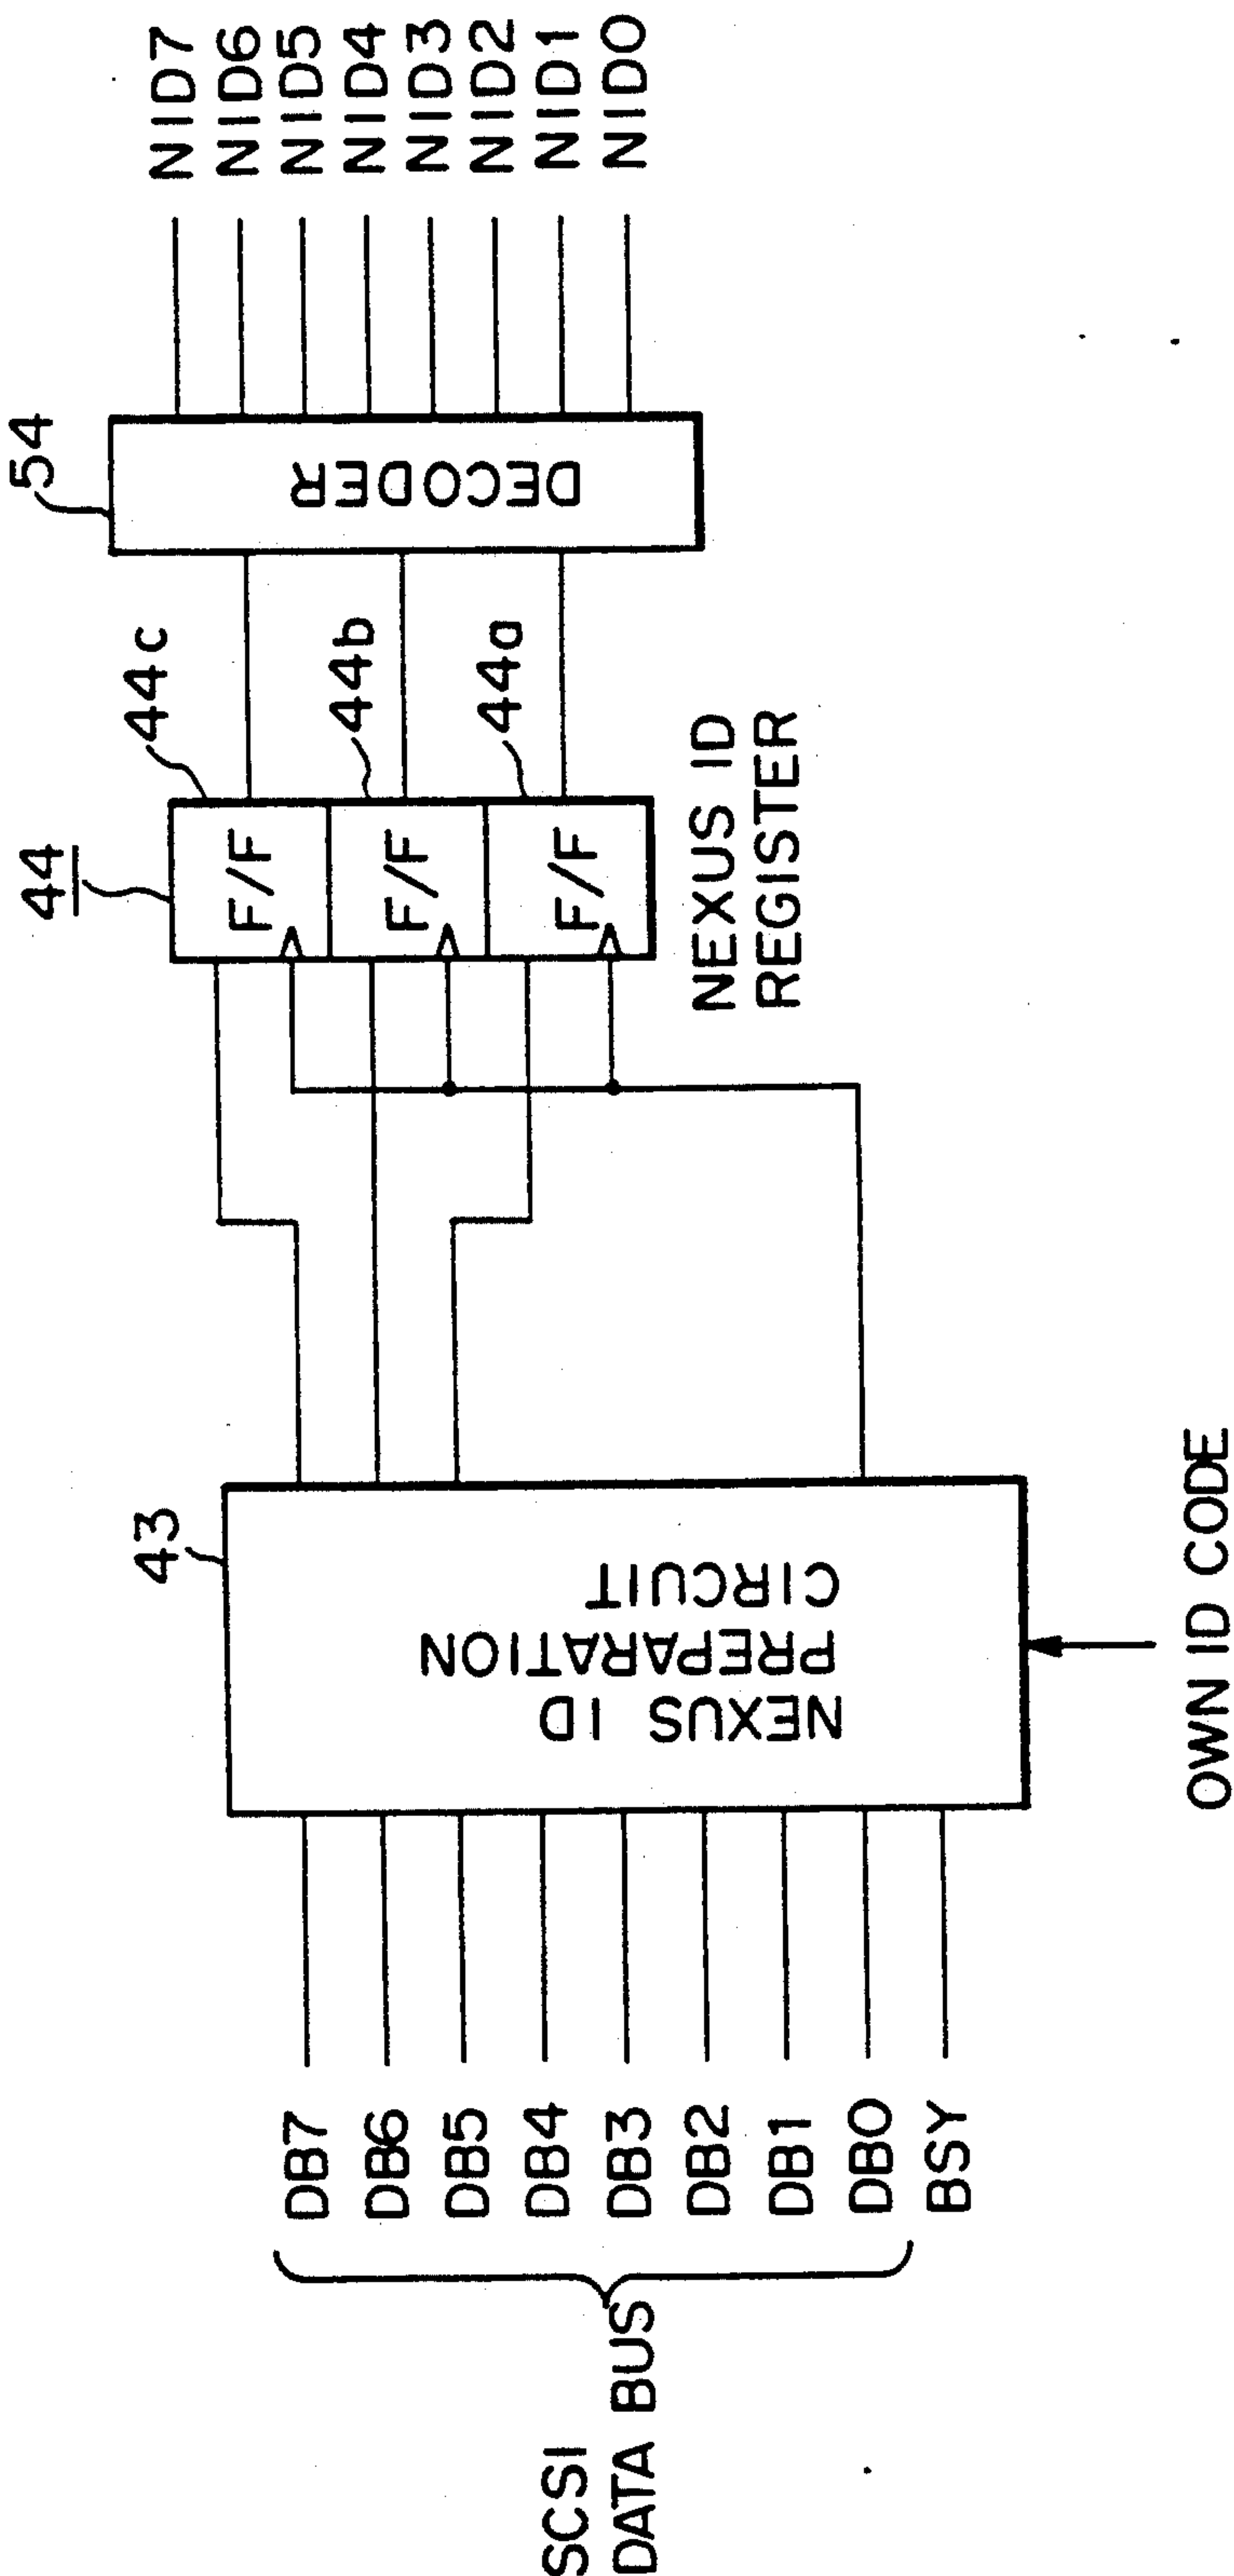 SCSI
DATA BUS
DB7
DB6
DB5
DB4
DB3
DB2
DB1
DB0
BSY
43
NEXUS ID
PREPARATION
CIRCUIT
OWN ID CODE
44
44c
44b
44a
F/F
F/F
F/F
NEXUS ID
REGISTER
54
DECODER
NID7
NID6
NID5
NID4
NID3
NID2
NID1
NID0